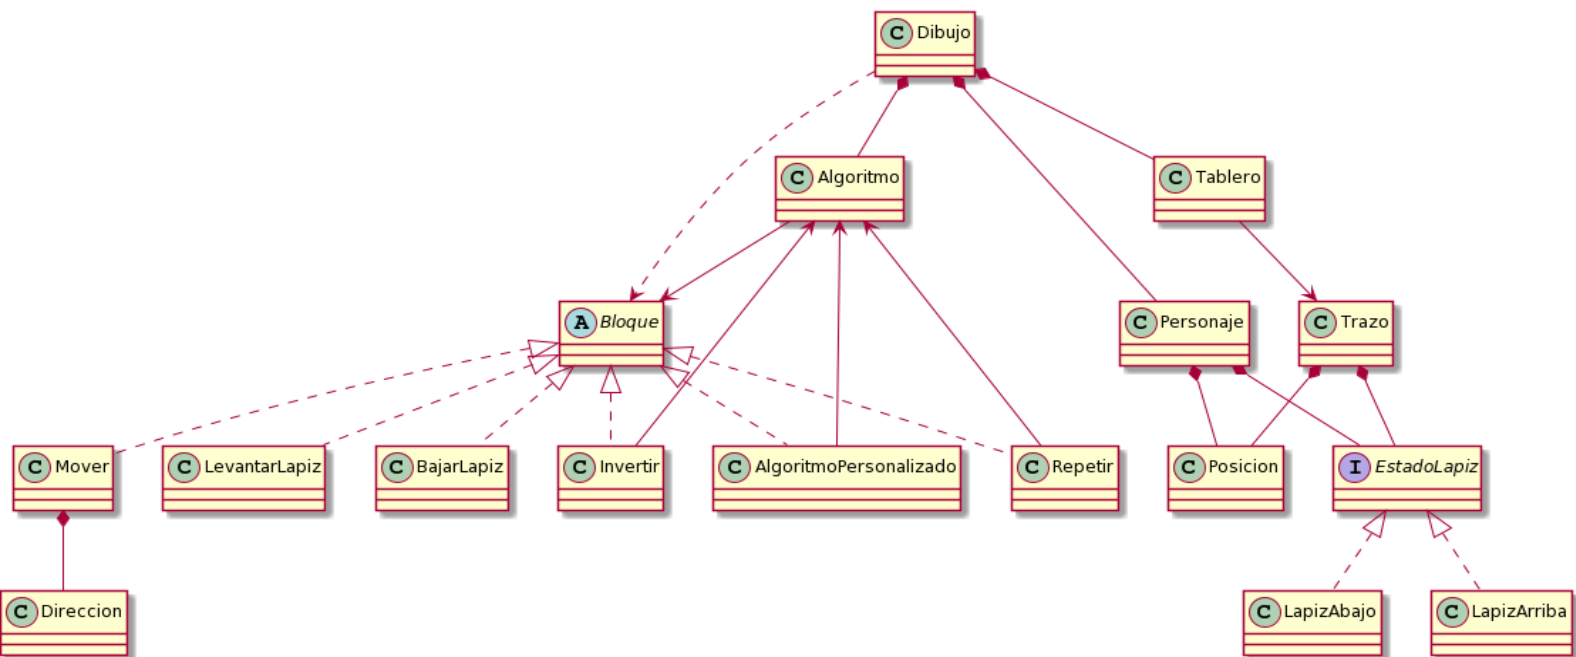 C Dibujo
C Algoritmo
C Tablero
A Bloque
C Personaje
C Trazo
C Mover
C LevantarLapiz
C BajarLapiz
C Invertir
C AlgoritmoPersonalizado
C Repetir
C Posicion
I EstadoLapiz
C Direccion
C LapizAbajo
C LapizArriba